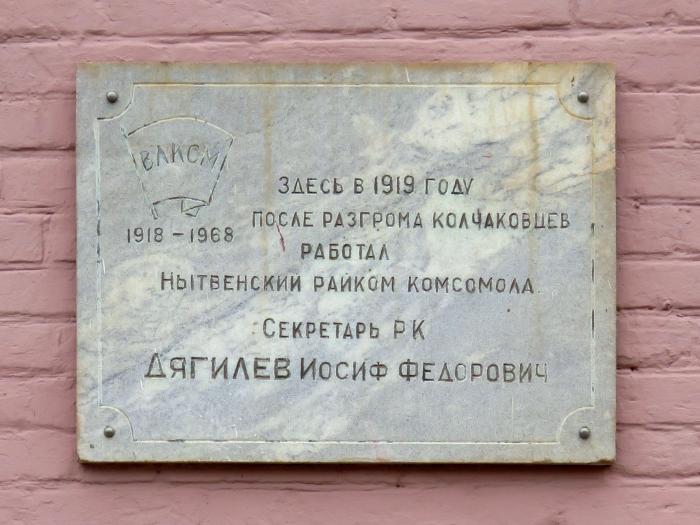 ВЛКСМ
1918 – 1968
ЗДЕСЬ В 1919 ГОДУ
ПОСЛЕ РАЗГРОМА КОЛЧАКОВЦЕВ
РАБОТАЛ
НЫТВЕНСКИЙ РАЙКОМ КОМСОМОЛА
СЕКРЕТАРЬ РК
ДЯГИЛЕВ ИОСИФ ФЕДОРОВИЧ